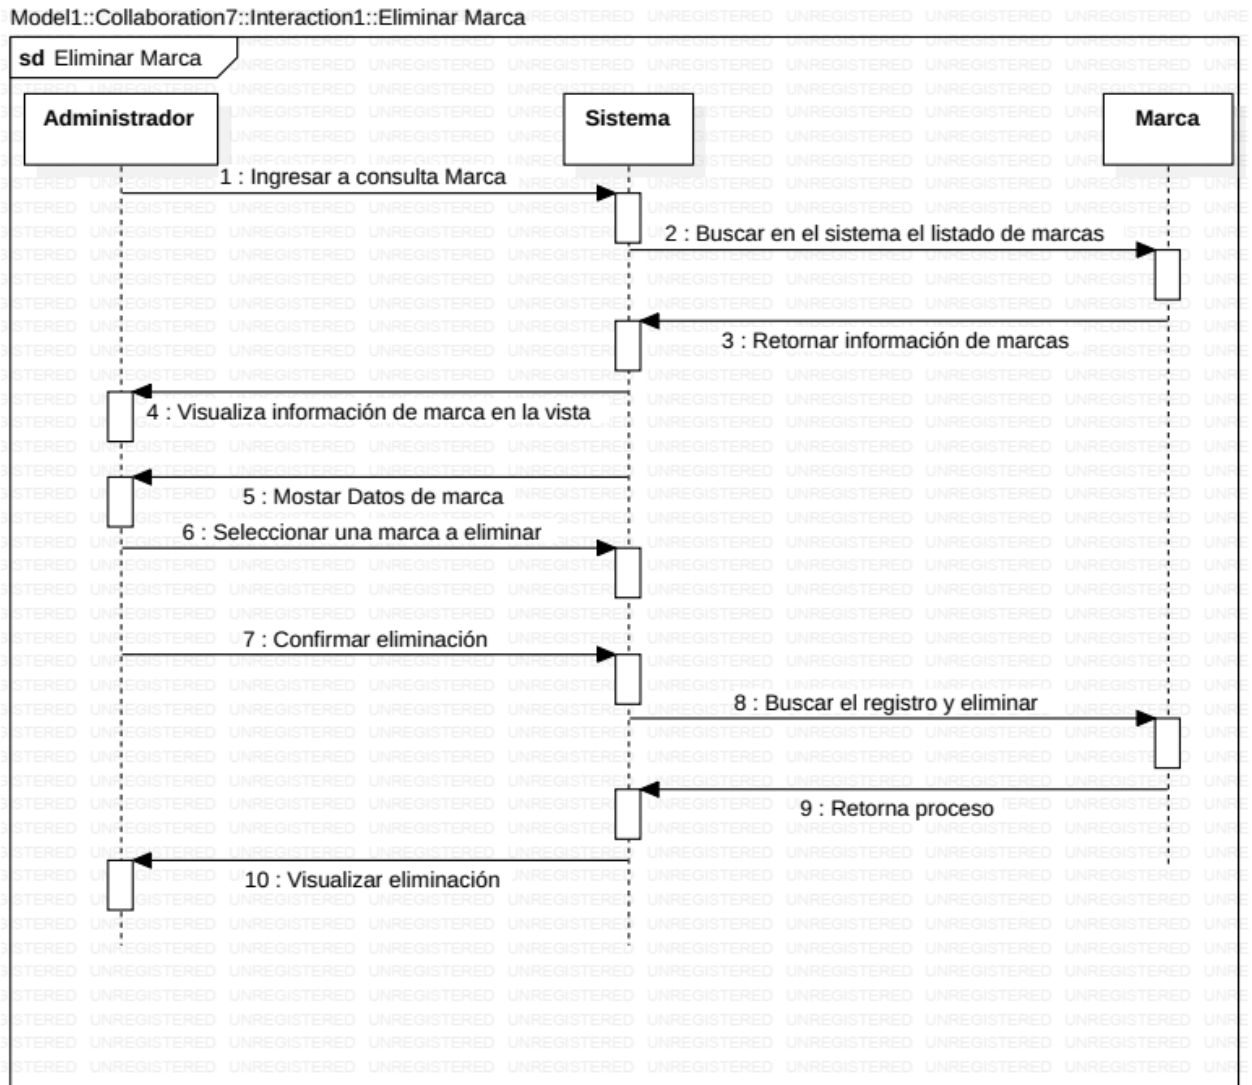 Model1::Collaboration7::Interaction1::Eliminar Marca
sd Eliminar Marca
Administrador
Sistema
Marca
1 : Ingresar a consulta Marca
2 : Buscar en el sistema el listado de marcas
3 : Retornar información de marcas
4 : Visualiza información de marca en la vista
5 : Mostar Datos de marca
6 : Seleccionar una marca a eliminar
7 : Confirmar eliminación
8 : Buscar el registro y eliminar
9 : Retorna proceso
10 : Visualizar eliminación
UNREGISTERED